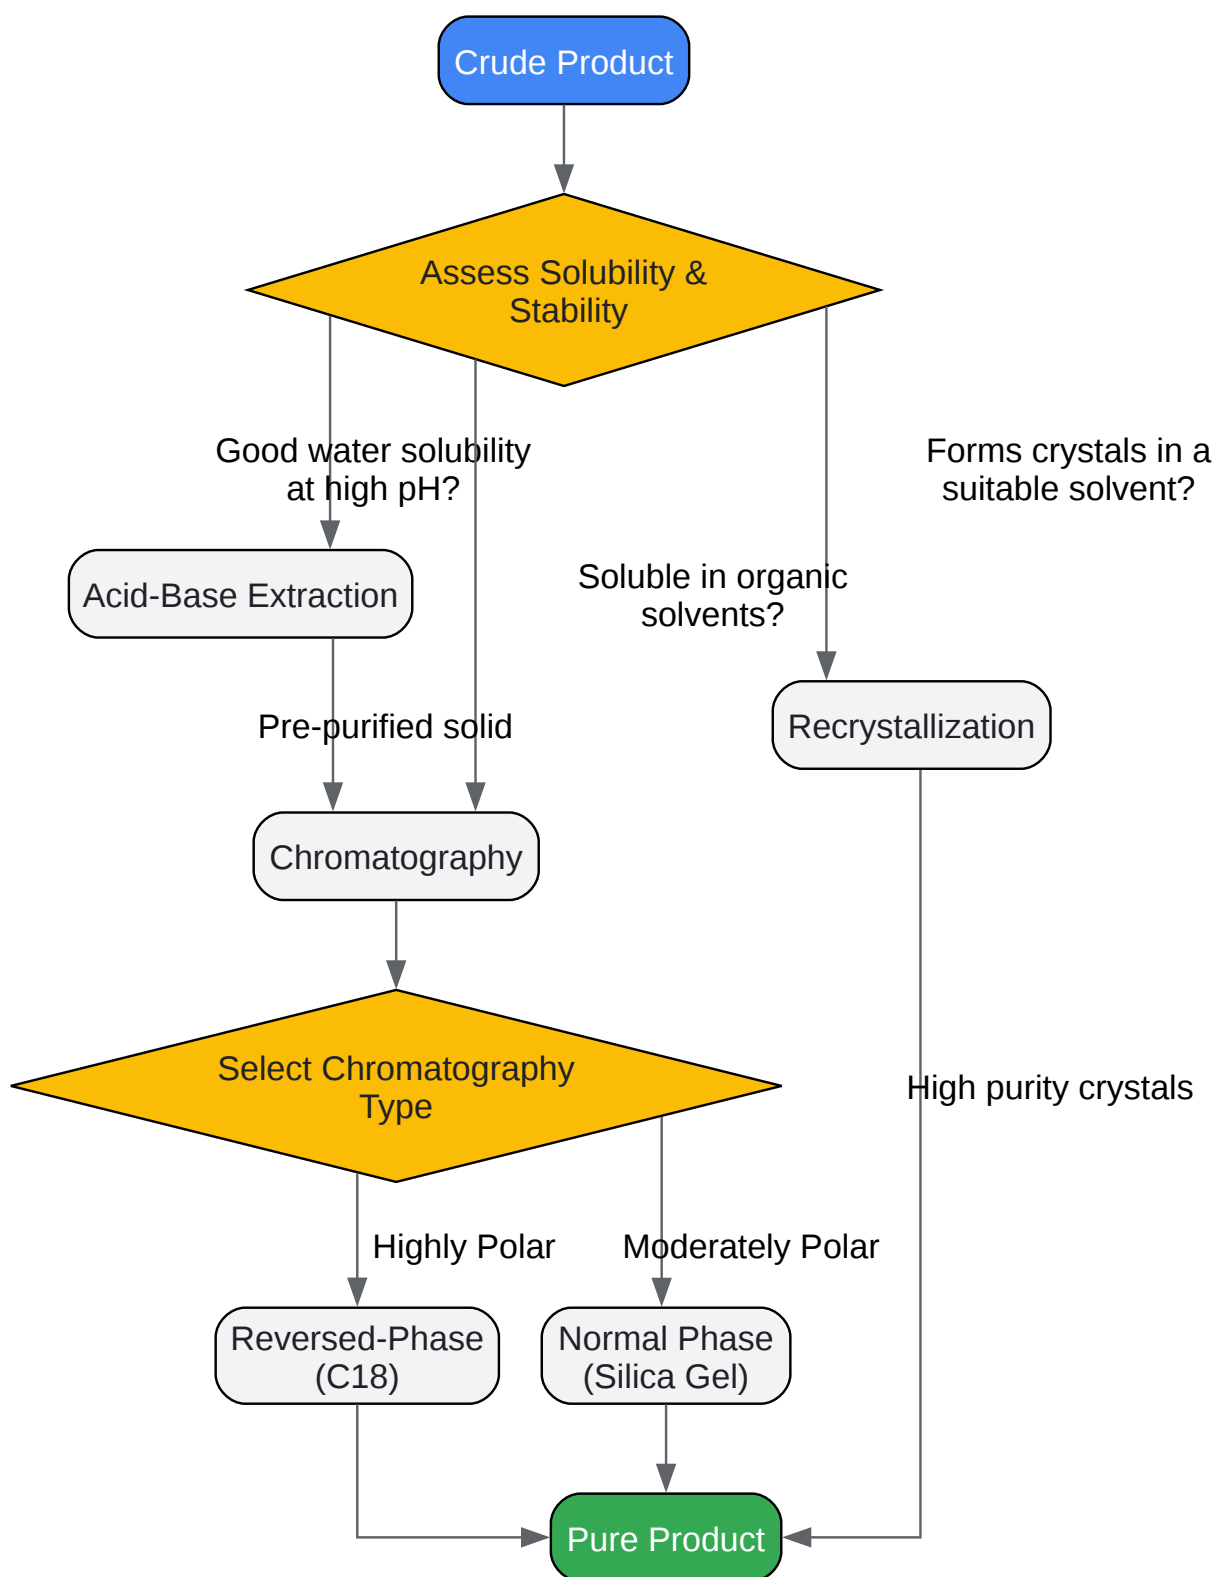 Crude Product
Assess Solubility &
Stability
Good water solubility
at high pH?
Forms crystals in a
suitable solvent?
Soluble in organic
solvents?
Acid-Base Extraction
Pre-purified solid
Recrystallization
Chromatography
Select Chromatography
Type
High purity crystals
Highly Polar
Moderately Polar
Reversed-Phase
(C18)
Normal Phase
(Silica Gel)
Pure Product